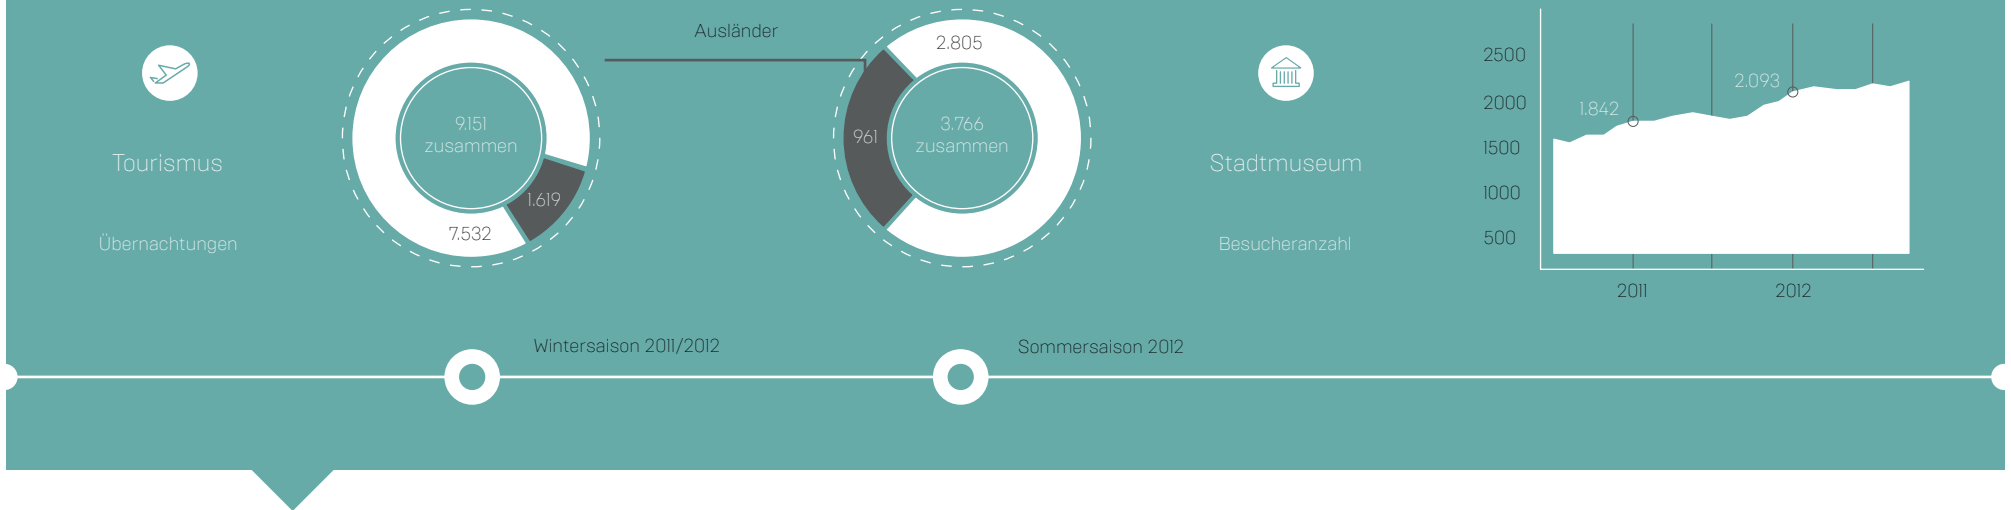 Tourismus
Übernachtungen
9.151
zusammen
1.619
7.532
Ausländer
2.805
961
3.766
zusammen
Stadtmuseum
Besucheranzahl
2500
2000
1500
1000
500
1.842
2.093
2011
2012
Wintersaison 2011/2012
Sommersaison 2012